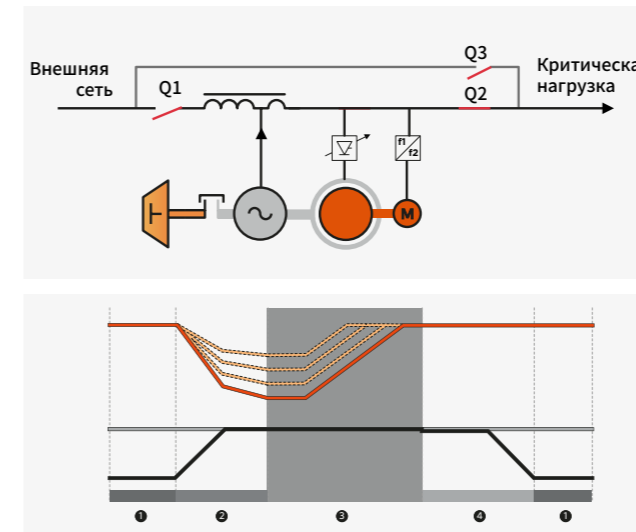 Внешняя
сеть
Q1
Q3
Q2
Критическа
нагрузка
f1
f2
M
1
2
3
4
1